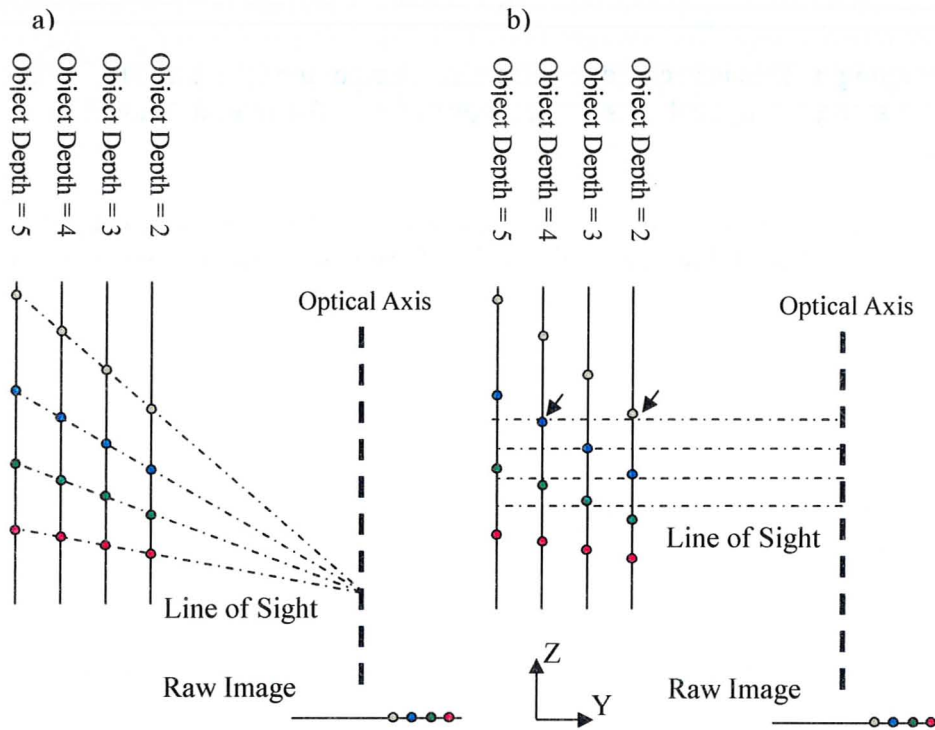 a)
Object Depth = 5
Object Depth = 4
Object Depth = 3
Object Depth = 2
Optical Axis
Line of Sight
Raw Image
b)
Object Depth = 5
Object Depth = 4
Object Depth = 3
Object Depth = 2
Optical Axis
Line of Sight
Z
Y
Raw Image